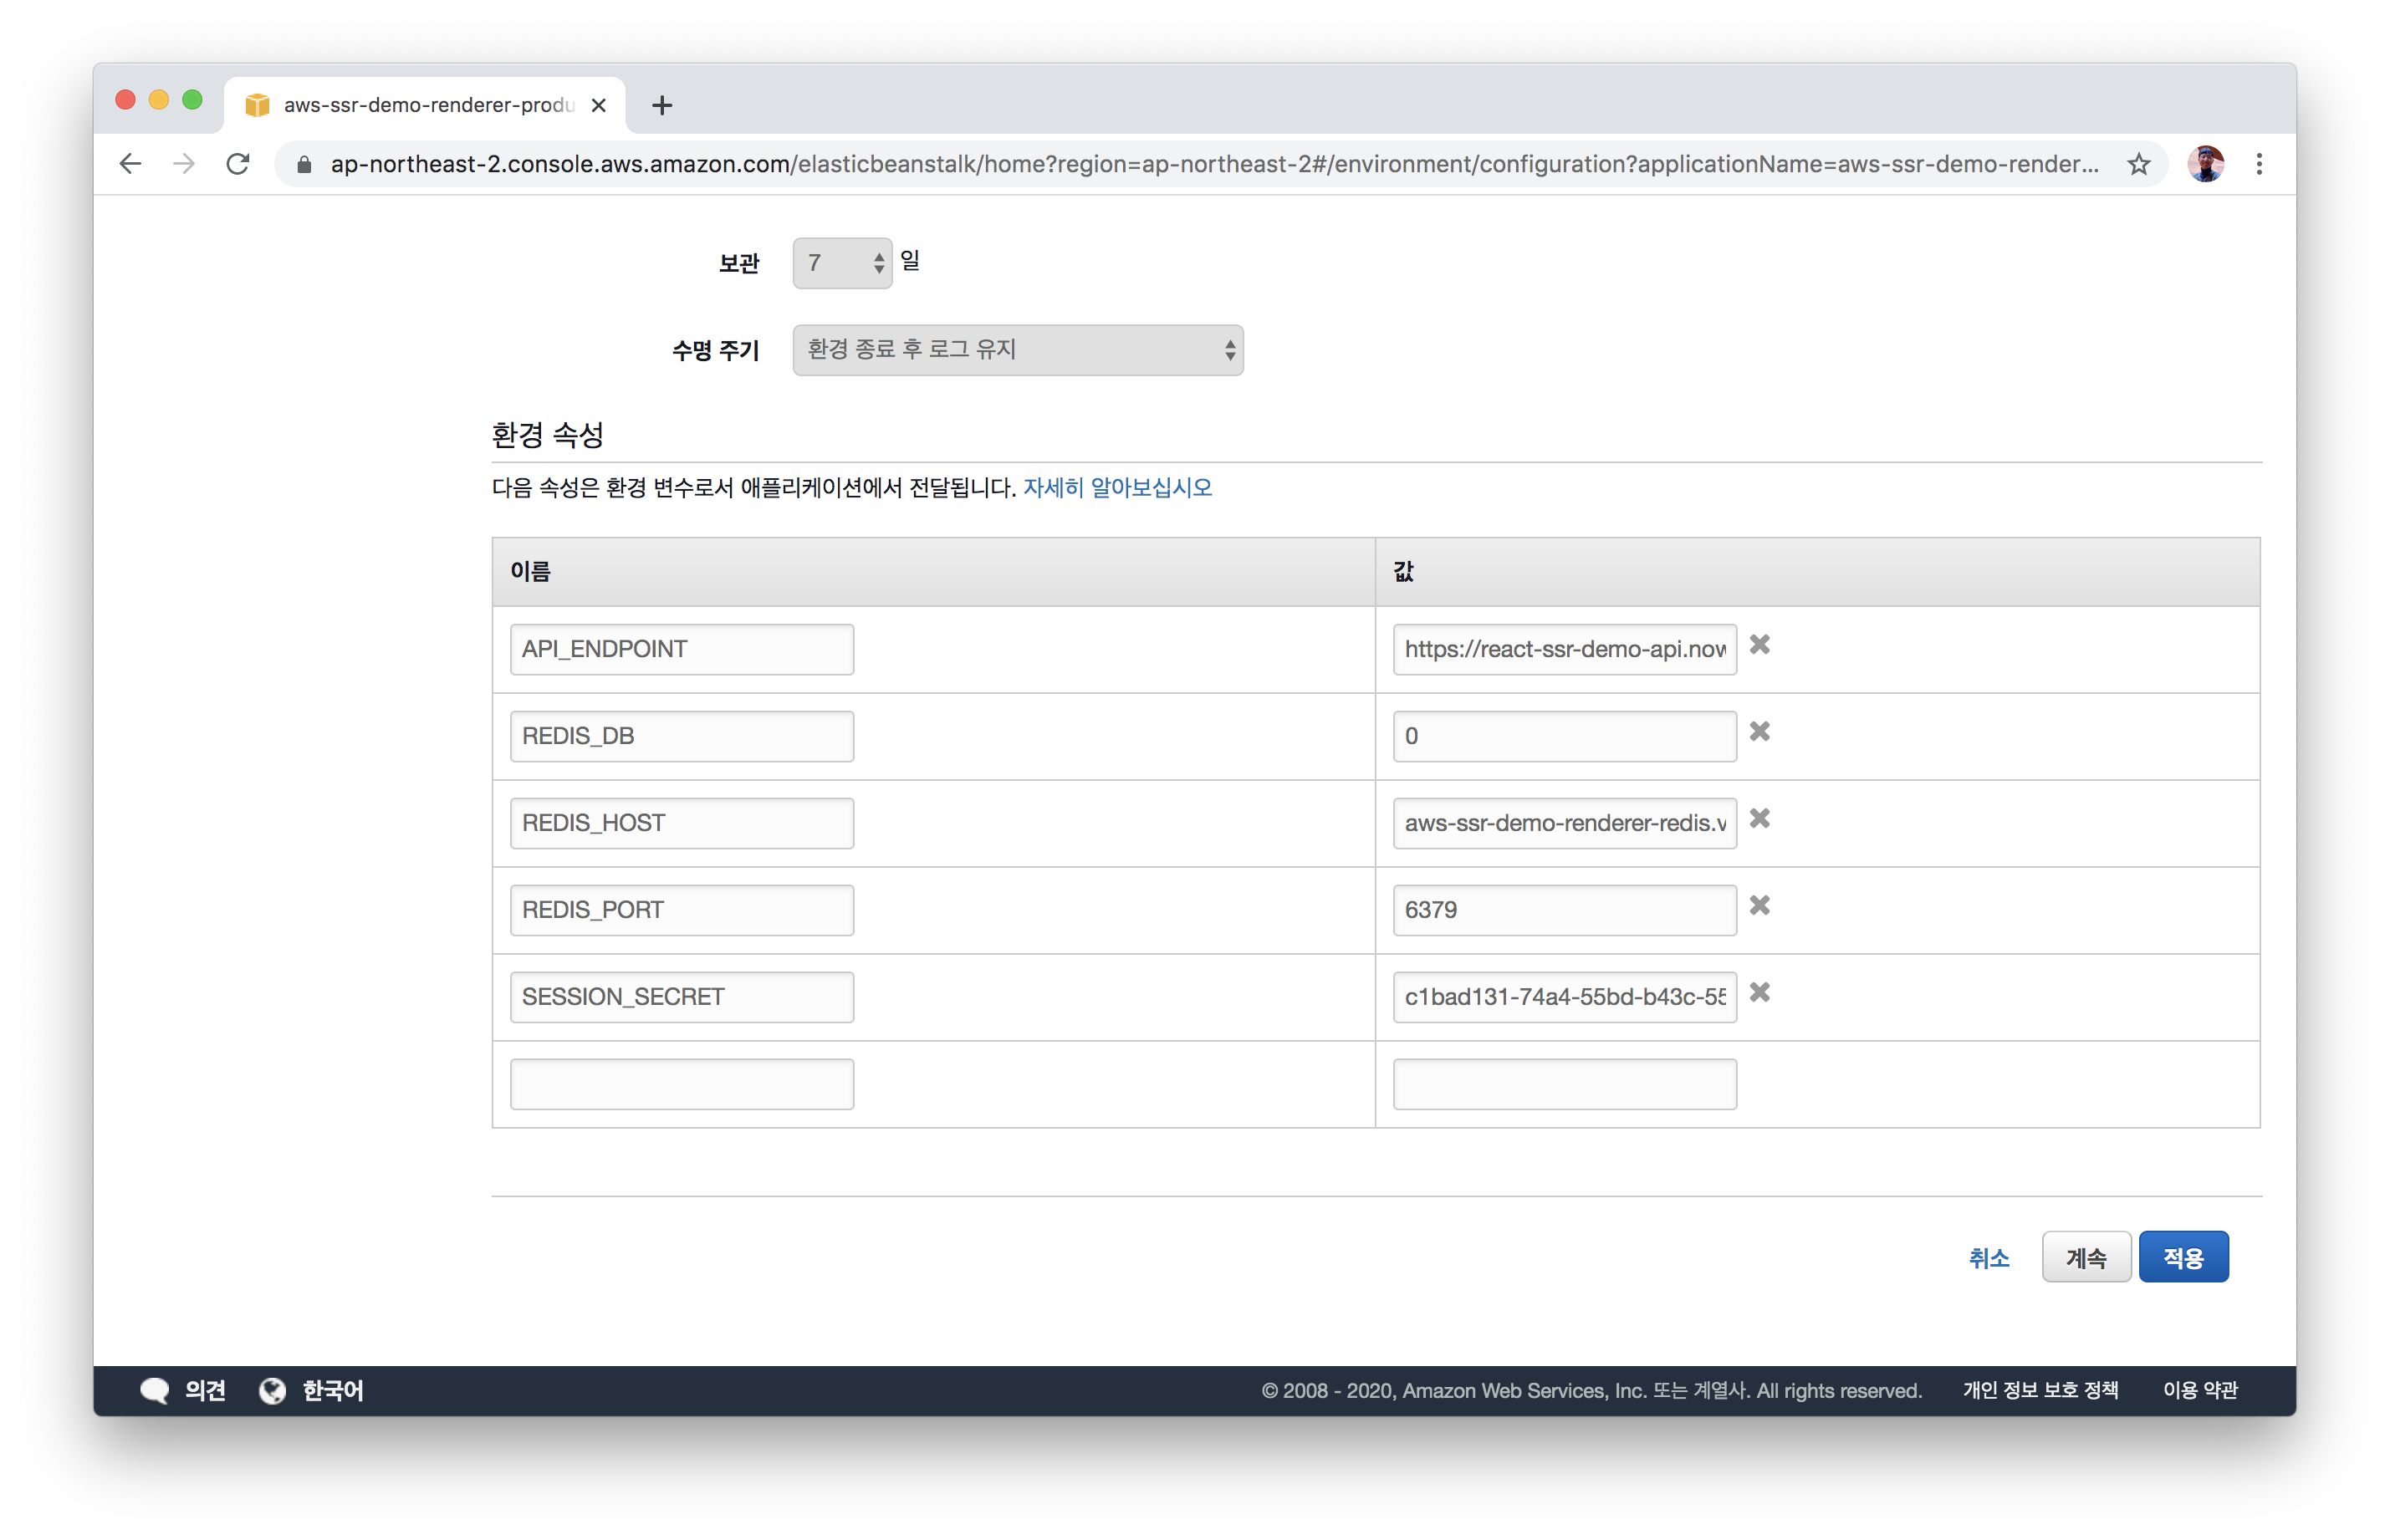 aws-ssr-demo-renderer-produ
ap-northeast-2.console.aws.amazon.com/elasticbeanstalk/home?region=ap-northeast-2#/environment/configuration?applicationName=aws-ssr-demo-render...
보관 7 일
수명 주기 환경 종료 후 로그 유지
환경 속성
다음 속성은 환경 변수로서 애플리케이션에서 전달됩니다. 자세히 알아보십시오
이름 값
API_ENDPOINT https://react-ssr-demo-api.now
REDIS_DB 0
REDIS_HOST aws-ssr-demo-renderer-redis.v
REDIS_PORT 6379
SESSION_SECRET c1bad131-74a4-55bd-b43c-55
취소 계속 적용
의견 한국어 © 2008 - 2020, Amazon Web Services, Inc. 또는 계열사. All rights reserved. 개인 정보 보호 정책 이용 약관